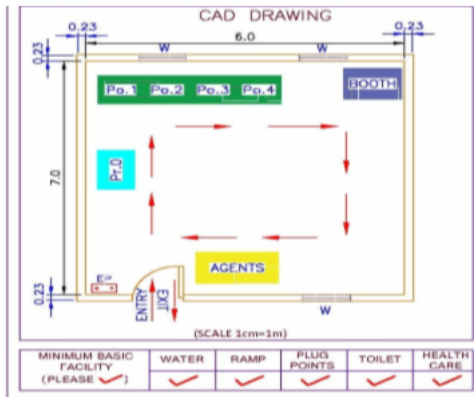 CAD DRAWING
0.23
6.0
0.23
0.23
W
W
Po.1
Po.2
Po.3
Po.4
BOOTH
7.0
Pr.O
AGENTS
0.23
0.23
ENTRY
EXIT
W
(SCALE 1cm=1m)
MINIMUM BASIC
FACILITY
(PLEASE ✓)
WATER
RAMP
PLUG
POINTS
TOILET
HEALTH
CARE
✓ ✓ ✓ ✓ ✓